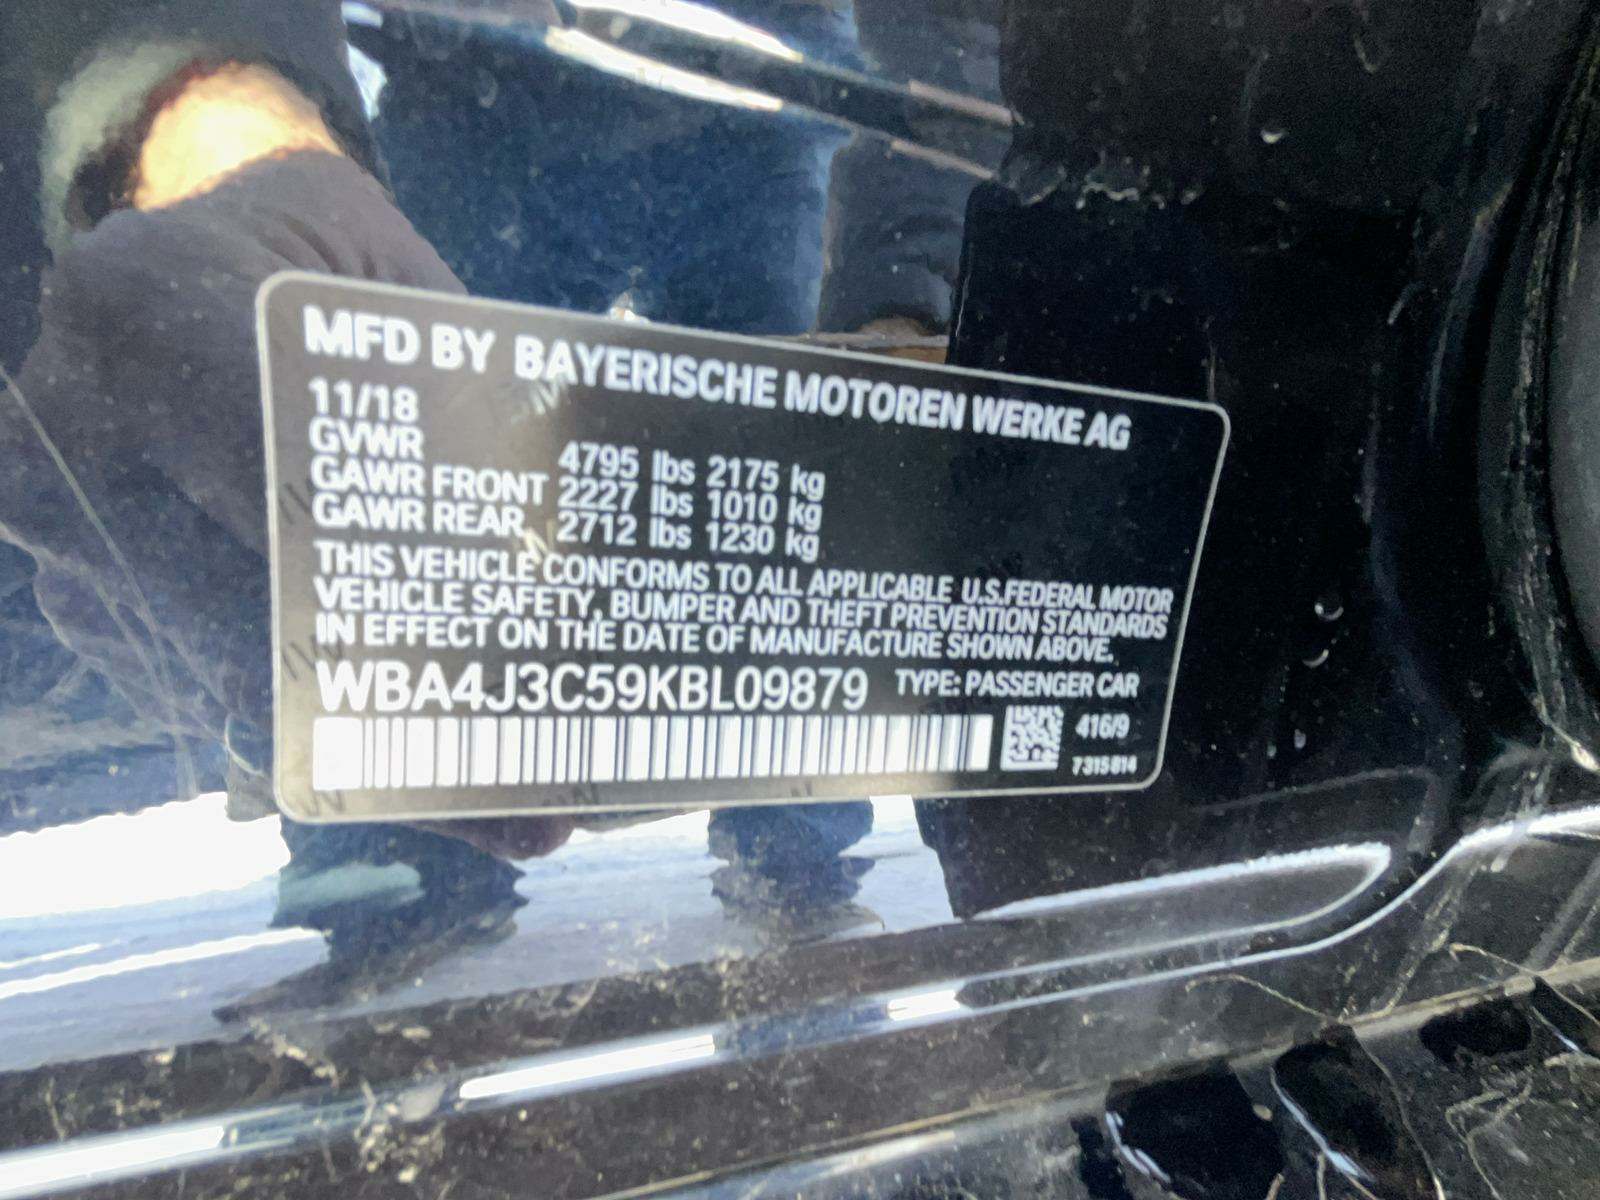 MFD BY BAYERISCHE MOTOREN WERKE AG
11/18
GVWR 4795 lbs 2175 kg
GAWR FRONT 2227 lbs 1010 kg
GAWR REAR 2712 lbs 1230 kg
THIS VEHICLE CONFORMS TO ALL APPLICABLE U.S.FEDERAL MOTOR
VEHICLE SAFETY, BUMPER AND THEFT PREVENTION STANDARDS
IN EFFECT ON THE DATE OF MANUFACTURE SHOWN ABOVE.
WBA4J3C59KBL09879 TYPE: PASSENGER CAR
416/9
7315814